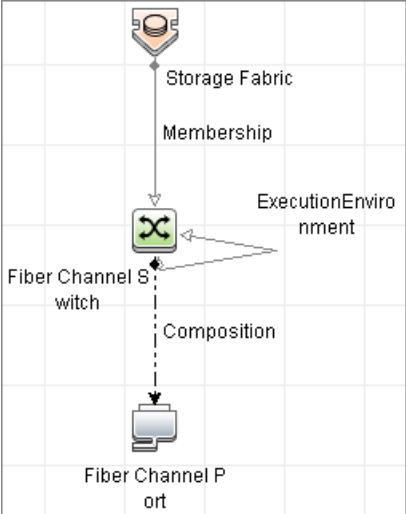 Storage Fabric
Membership
ExecutionEnviro
nment
Fiber Channel S
witch
Composition
Fiber Channel P
ort